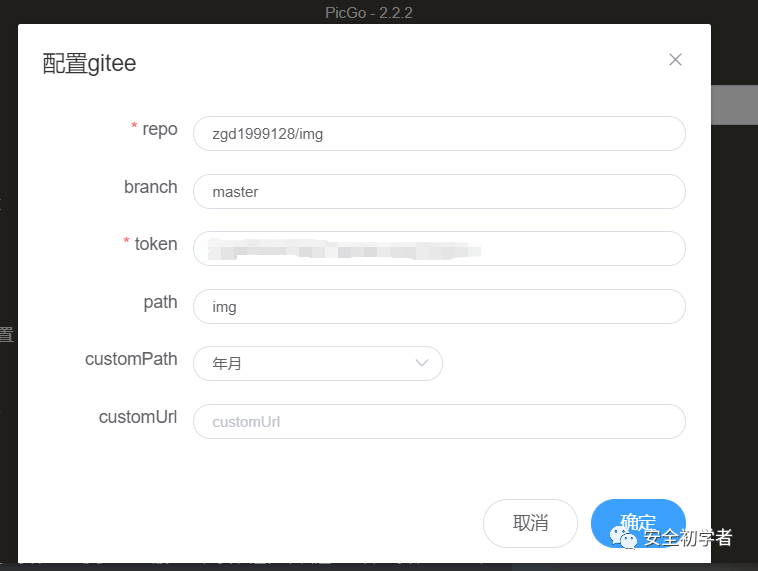 PicGo - 2.2.2
配置gitee
* repo
zgd1999128/img
branch
master
* token
path
img
customPath
年月
customUrl
customUrl
置
取消
确定
安全初学者